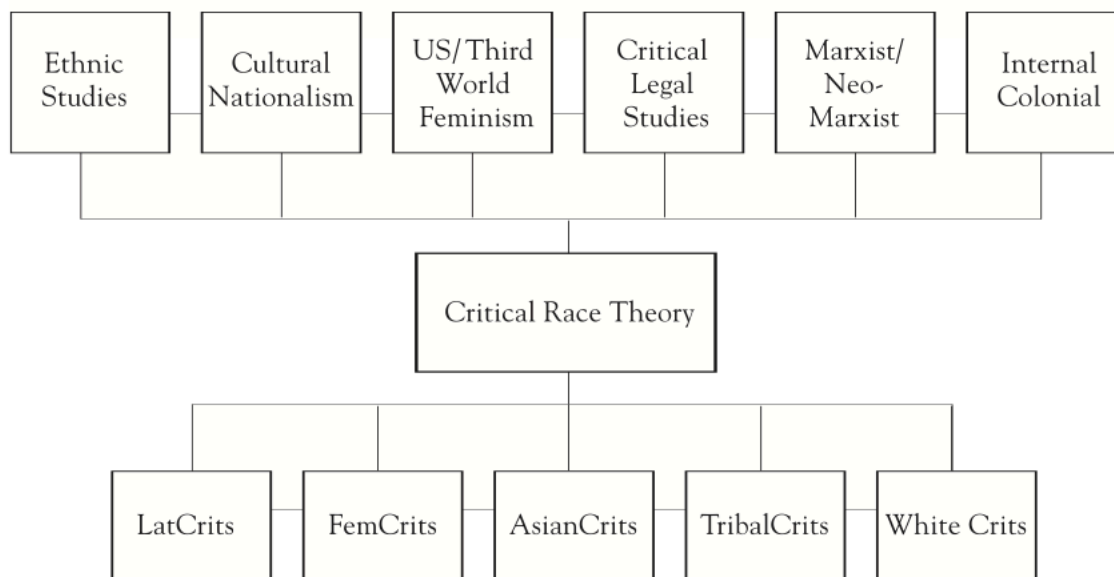 Ethnic
Studies
Cultural
Nationalism
US/Third
World
Feminism
Critical
Legal
Studies
Marxist/
Neo-
Marxist
Internal
Colonial
Critical Race Theory
LatCrits
FemCrits
AsianCrits
TribalCrits
White Crits